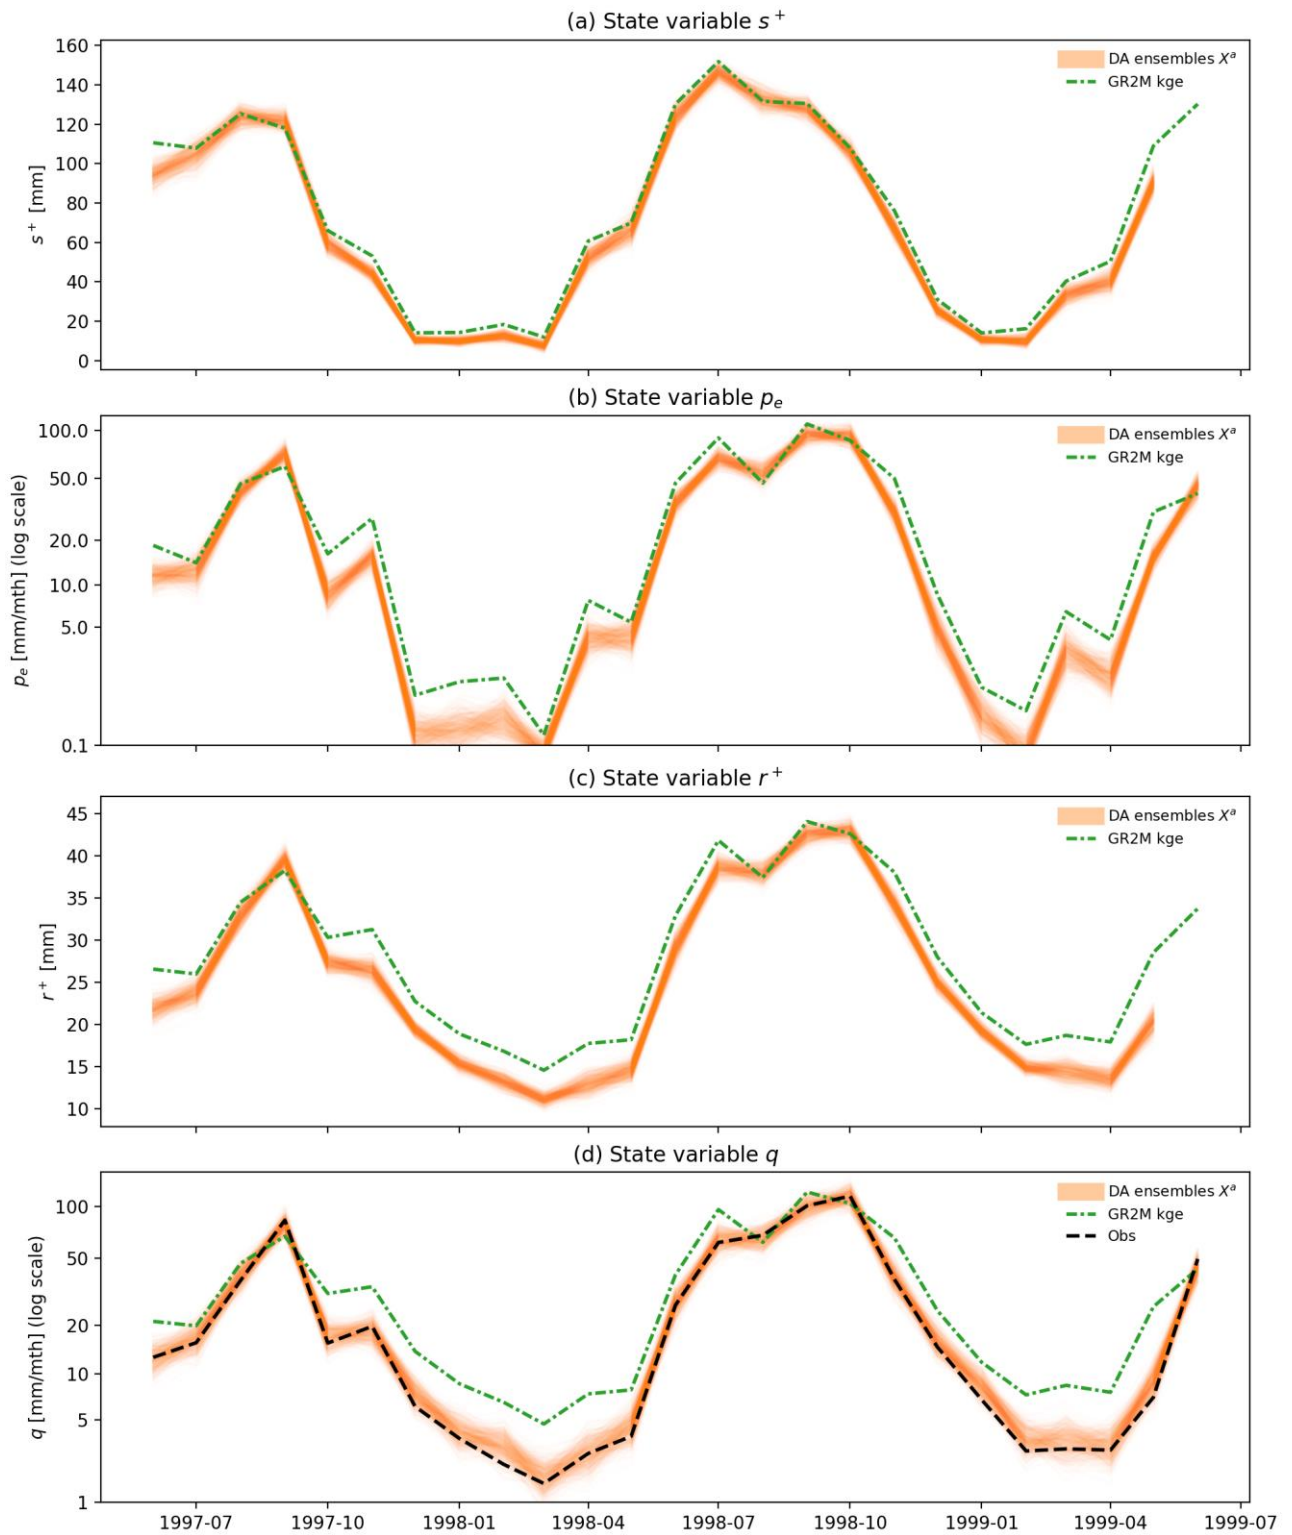 (a) State variable s⁺
s⁺ [mm]
160
140
120
100
80
60
40
20
0
DA ensembles Xᵃ
GR2M kge
(b) State variable pₑ
pₑ [mm/mth] (log scale)
100.0
50.0
20.0
10.0
5.0
0.1
DA ensembles Xᵃ
GR2M kge
(c) State variable r⁺
r⁺ [mm]
45
40
35
30
25
20
15
10
DA ensembles Xᵃ
GR2M kge
(d) State variable q
q [mm/mth] (log scale)
100
50
20
10
5
1
DA ensembles Xᵃ
GR2M kge
Obs
1997-07 1997-10 1998-01 1998-04 1998-07 1998-10 1999-01 1999-04 1999-07